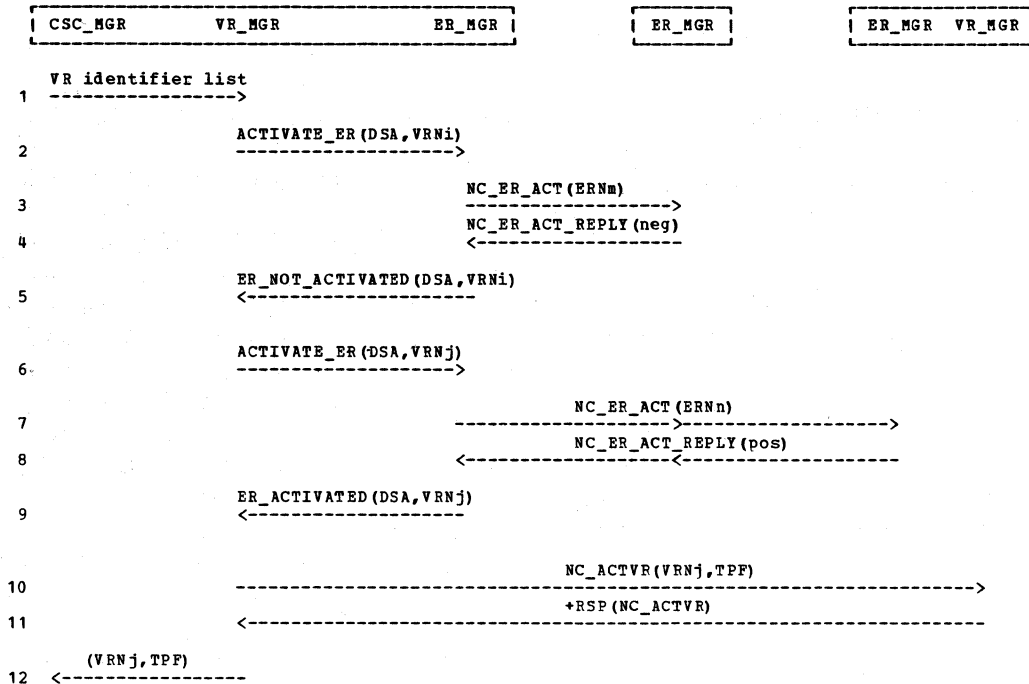 CSC_MGR VR_MGR ER_MGR ER_MGR ER_MGR VR_MGR
VR identifier list
1
ACTIVATE_ER(DSA,VRNi)
2
NC_ER_ACT(ERNm)
3
NC_ER_ACT_REPLY(neg)
4
ER_NOT_ACTIVATED(DSA,VRNi)
5
ACTIVATE_ER(DSA,VRNj)
6
NC_ER_ACT(ERNn)
7
NC_ER_ACT_REPLY(pos)
8
ER_ACTIVATED(DSA,VRNj)
9
NC_ACTVR(VRNj,TPF)
10
+RSP(NC_ACTVR)
11
(VRNj,TPF)
12